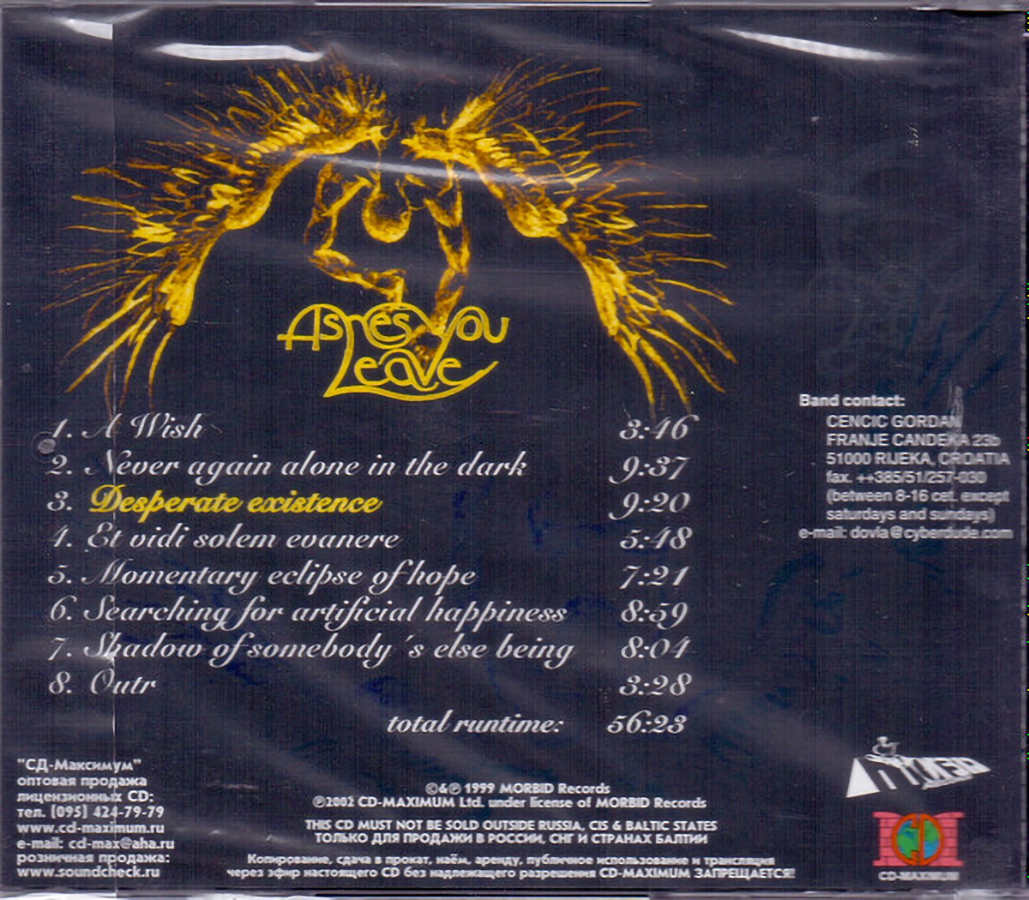 Ashes You
Leave
1. A Wish 3:46
2. Never again alone in the dark 9:37
3. Desperate existence 9:20
4. Et vidi solem evanere 5:48
5. Momentary eclipse of hope 7:21
6. Searching for artificial happiness 8:59
7. Shadow of somebody ´s else being 8:04
8. Outr 3:28
total runtime: 56:23
Band contact:
CENCIC GORDAN
FRANJE CANDEKA 23b
51000 RIJEKA, CROATIA
fax. ++385/51/257-030
(between 8-16 cet. except
saturdays and sundays)
e-mail: dovla@cyberdude.com
"СД-Максимум"
оптовая продажа
лицензионных CD:
тел. (095) 424-79-79
www.cd-maximum.ru
e-mail: cd-max@aha.ru
розничная продажа:
www.soundcheck.ru
©&℗ 1999 MORBID Records
℗2002 CD-MAXIMUM Ltd. under license of MORBID Records
THIS CD MUST NOT BE SOLD OUTSIDE RUSSIA, CIS & BALTIC STATES
ТОЛЬКО ДЛЯ ПРОДАЖИ В РОССИИ, СНГ И СТРАНАХ БАЛТИИ
Копирование, сдача в прокат, наём, аренду, публичное использование и трансляция
через эфир настоящего CD без надлежащего разрешения CD-MAXIMUM ЗАПРЕЩАЕТСЯ!
CD-MAXIMUM